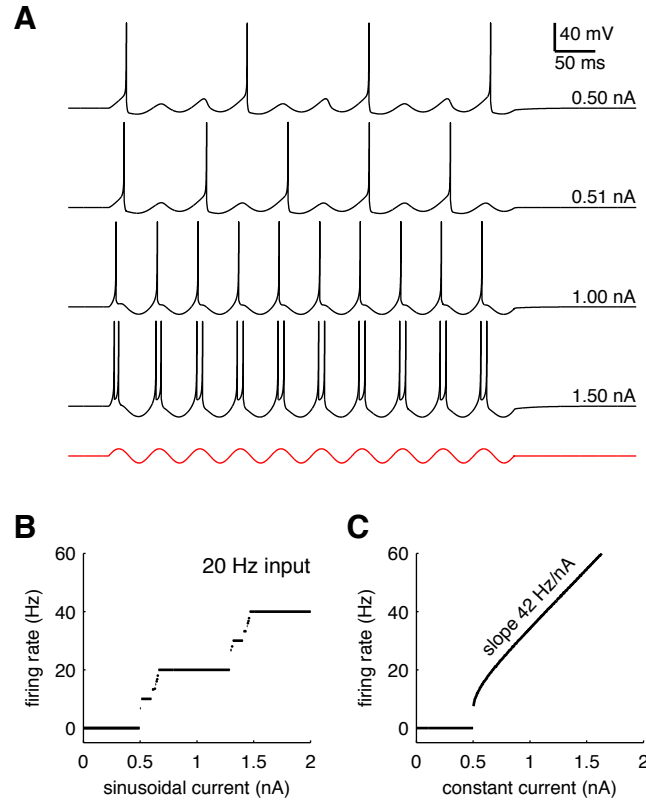 A
40 mV
50 ms
0.50 nA
0.51 nA
1.00 nA
1.50 nA
B
20 Hz input
firing rate (Hz)
60
40
20
0
0 0.5 1 1.5 2
sinusoidal current (nA)
C
slope 42 Hz/nA
firing rate (Hz)
60
40
20
0
0 0.5 1 1.5 2
constant current (nA)